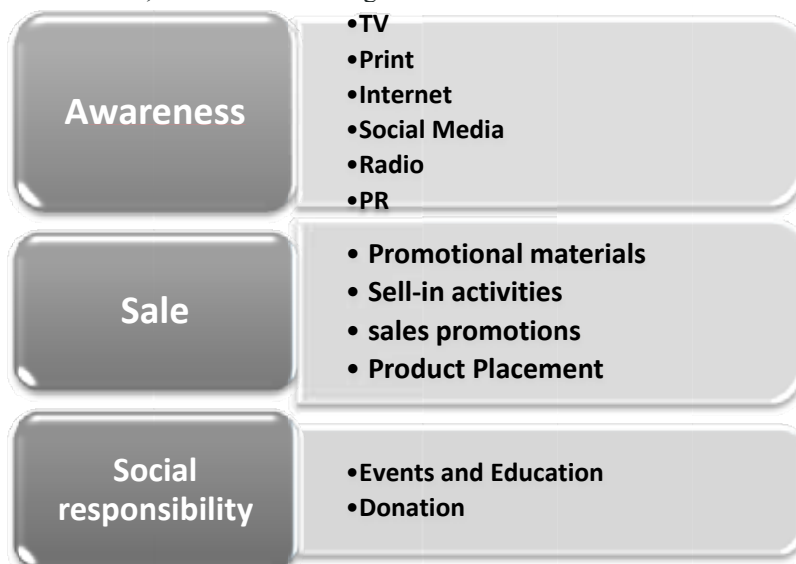 Awareness
•TV
•Print
•Internet
•Social Media
•Radio
•PR
Sale
• Promotional materials
• Sell-in activities
• sales promotions
• Product Placement
Social
responsibility
•Events and Education
•Donation